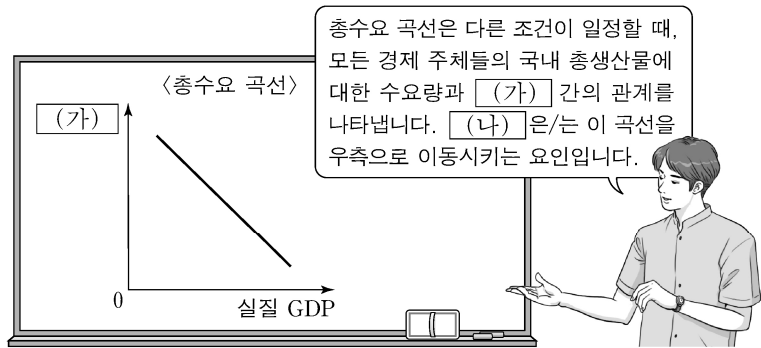 총수요 곡선은 다른 조건이 일정할 때,
모든 경제 주체들의 국내 총생산물에
대한 수요량과 (가) 간의 관계를
나타냅니다. (나) 은/는 이 곡선을
우측으로 이동시키는 요인입니다.
〈총수요 곡선〉
(가)
0
실질 GDP